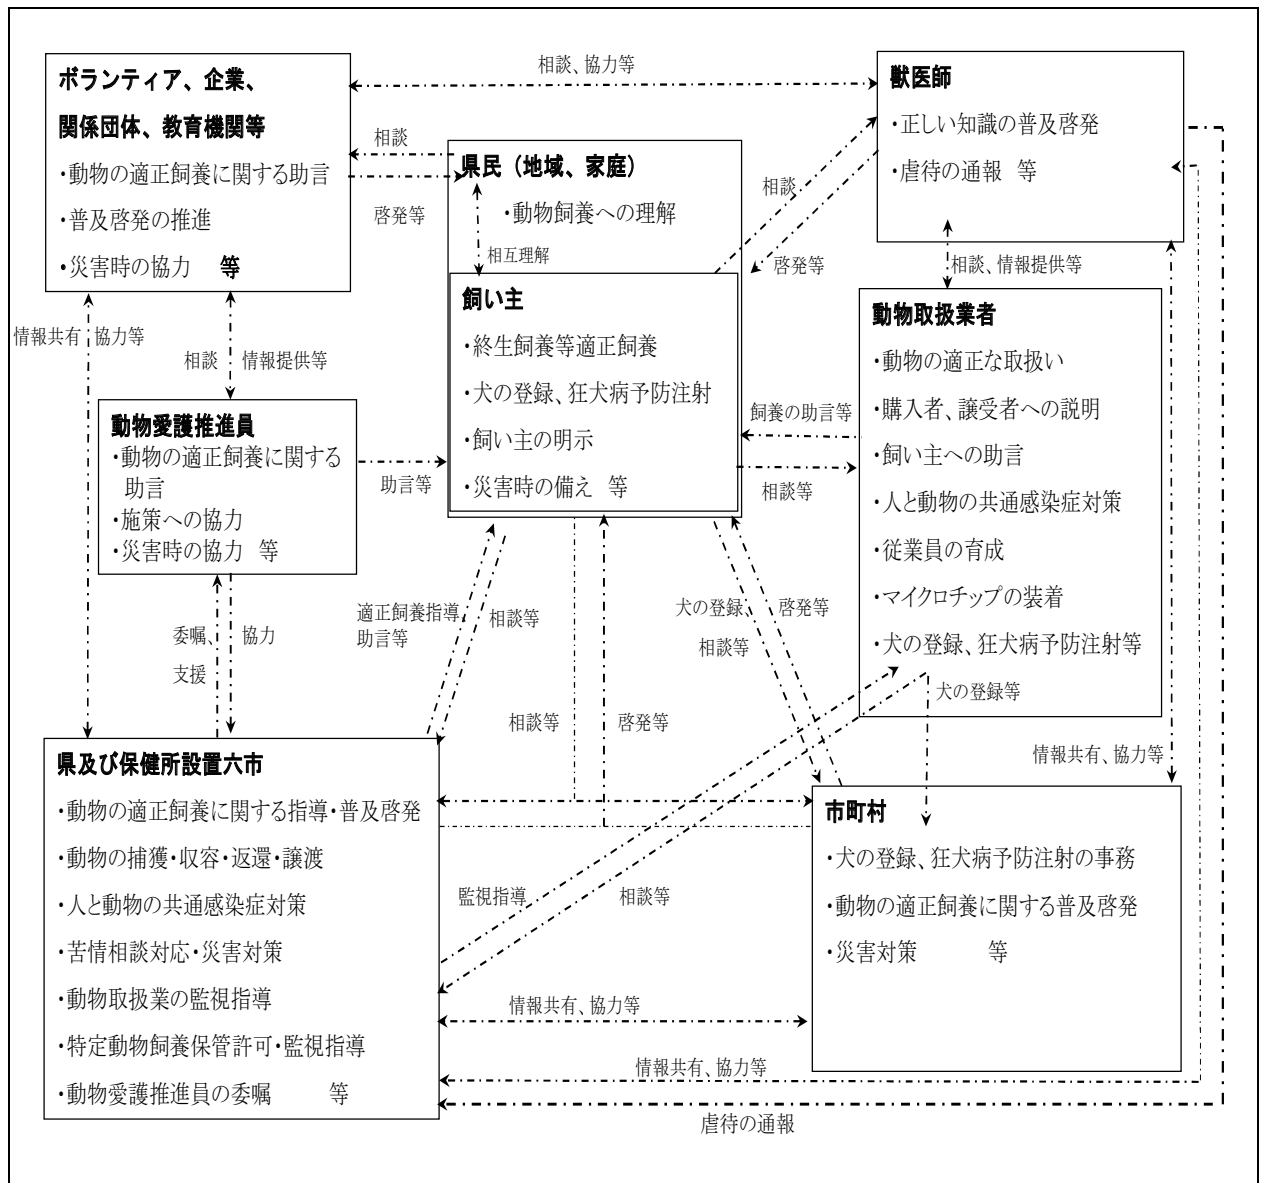 ボランティア、企業、
関係団体、教育機関等
・動物の適正飼養に関する助言
・普及啓発の推進
・災害時の協力　等
相談、協力等
獣医師
・正しい知識の普及啓発
・虐待の通報　等
相談
啓発等
県民（地域、家庭）
・動物飼養への理解
相互理解
相談
啓発等
飼い主
・終生飼養等適正飼養
・犬の登録、狂犬病予防注射
・飼い主の明示
・災害時の備え　等
相談、情報提供等
動物取扱業者
・動物の適正な取扱い
・購入者、譲受者への説明
・飼い主への助言
・人と動物の共通感染症対策
・従業員の育成
・マイクロチップの装着
・犬の登録、狂犬病予防注射等
情報共有　協力等
相談　情報提供等
動物愛護推進員
・動物の適正飼養に関する
助言
・施策への協力
・災害時の協力　等
助言等
飼養の助言等
相談等
委嘱、
支援
協力
適正飼養指導、
助言等
相談等
犬の登録、
相談等
啓発等
相談等
啓発等
犬の登録等
情報共有、協力等
県及び保健所設置六市
・動物の適正飼養に関する指導・普及啓発
・動物の捕獲・収容・返還・譲渡
・人と動物の共通感染症対策
・苦情相談対応・災害対策
・動物取扱業の監視指導
・特定動物飼養保管許可・監視指導
・動物愛護推進員の委嘱　等
監視指導
相談等
市町村
・犬の登録、狂犬病予防注射の事務
・動物の適正飼養に関する普及啓発
・災害対策　等
情報共有、協力等
情報共有、協力等
虐待の通報